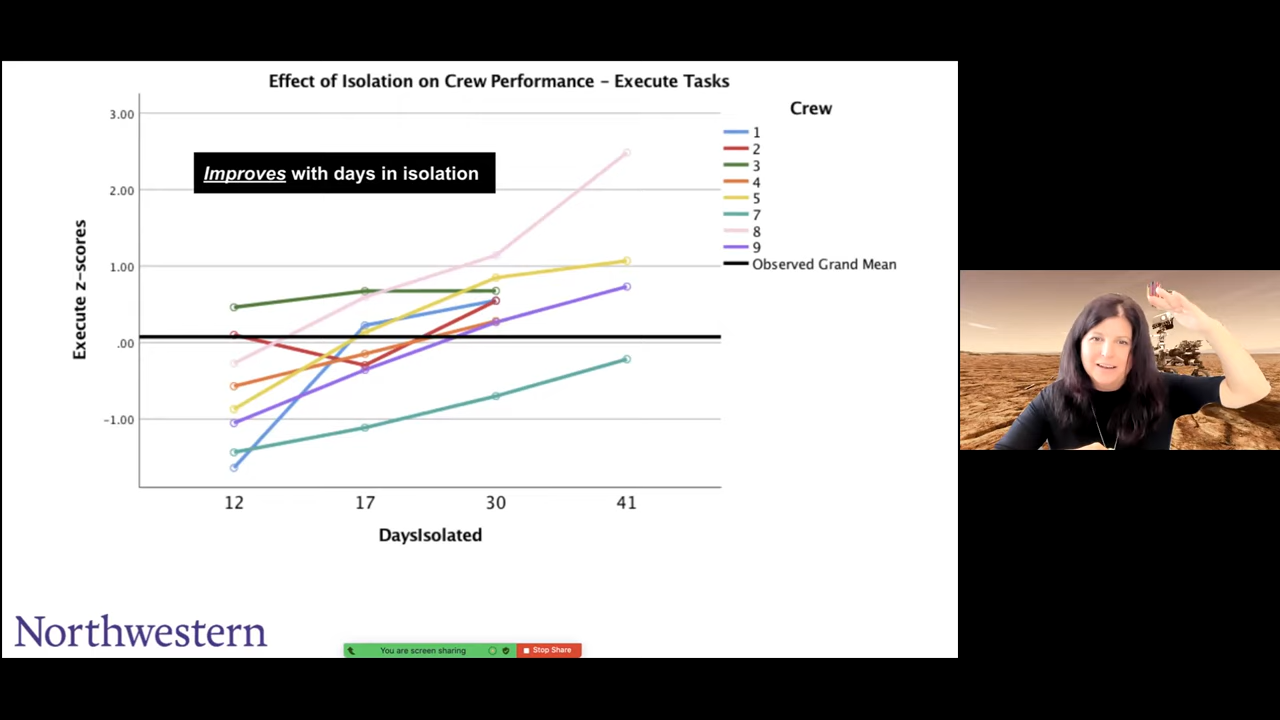 Effect of Isolation on Crew Performance – Execute Tasks
Crew
3.00
2.00
1.00
.00
-1.00
Execute z-scores
Improves with days in isolation
1
2
3
4
5
7
8
9
Observed Grand Mean
12 17 30 41
DaysIsolated
Northwestern
You are screen sharing
Stop Share